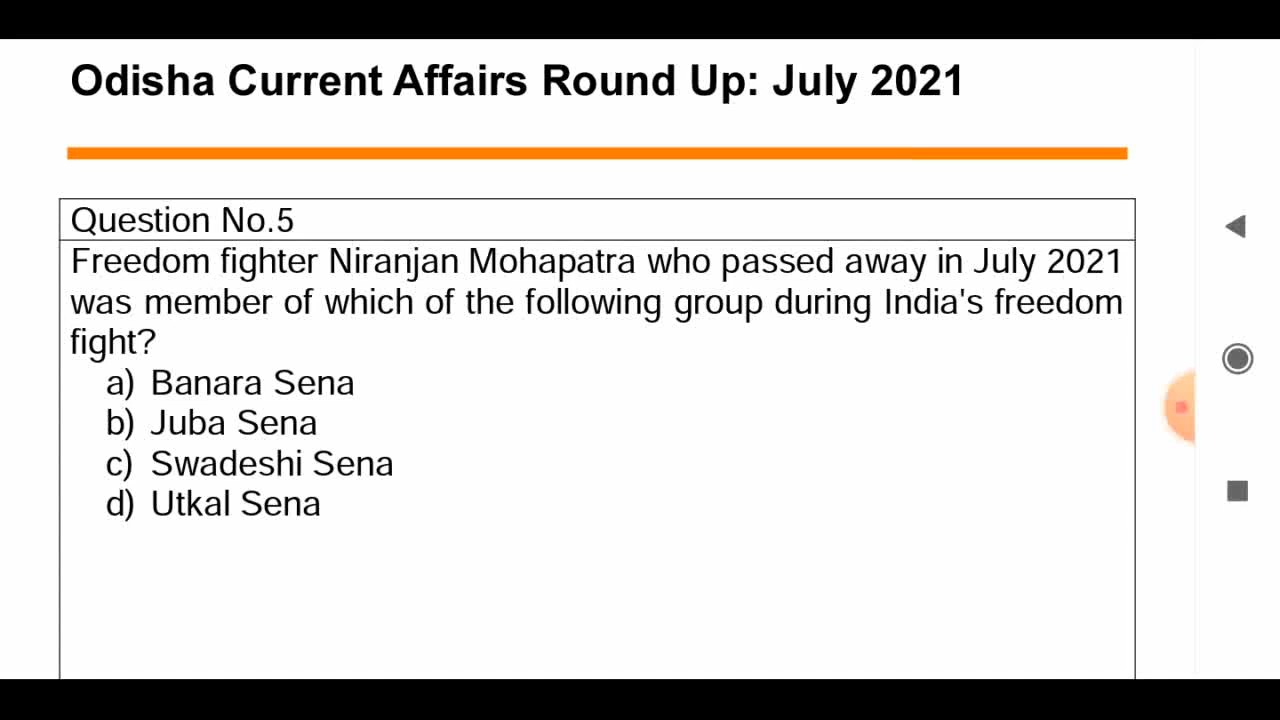 Odisha Current Affairs Round Up: July 2021
Question No.5
Freedom fighter Niranjan Mohapatra who passed away in July 2021
was member of which of the following group during India's freedom
fight?
a) Banara Sena
b) Juba Sena
c) Swadeshi Sena
d) Utkal Sena